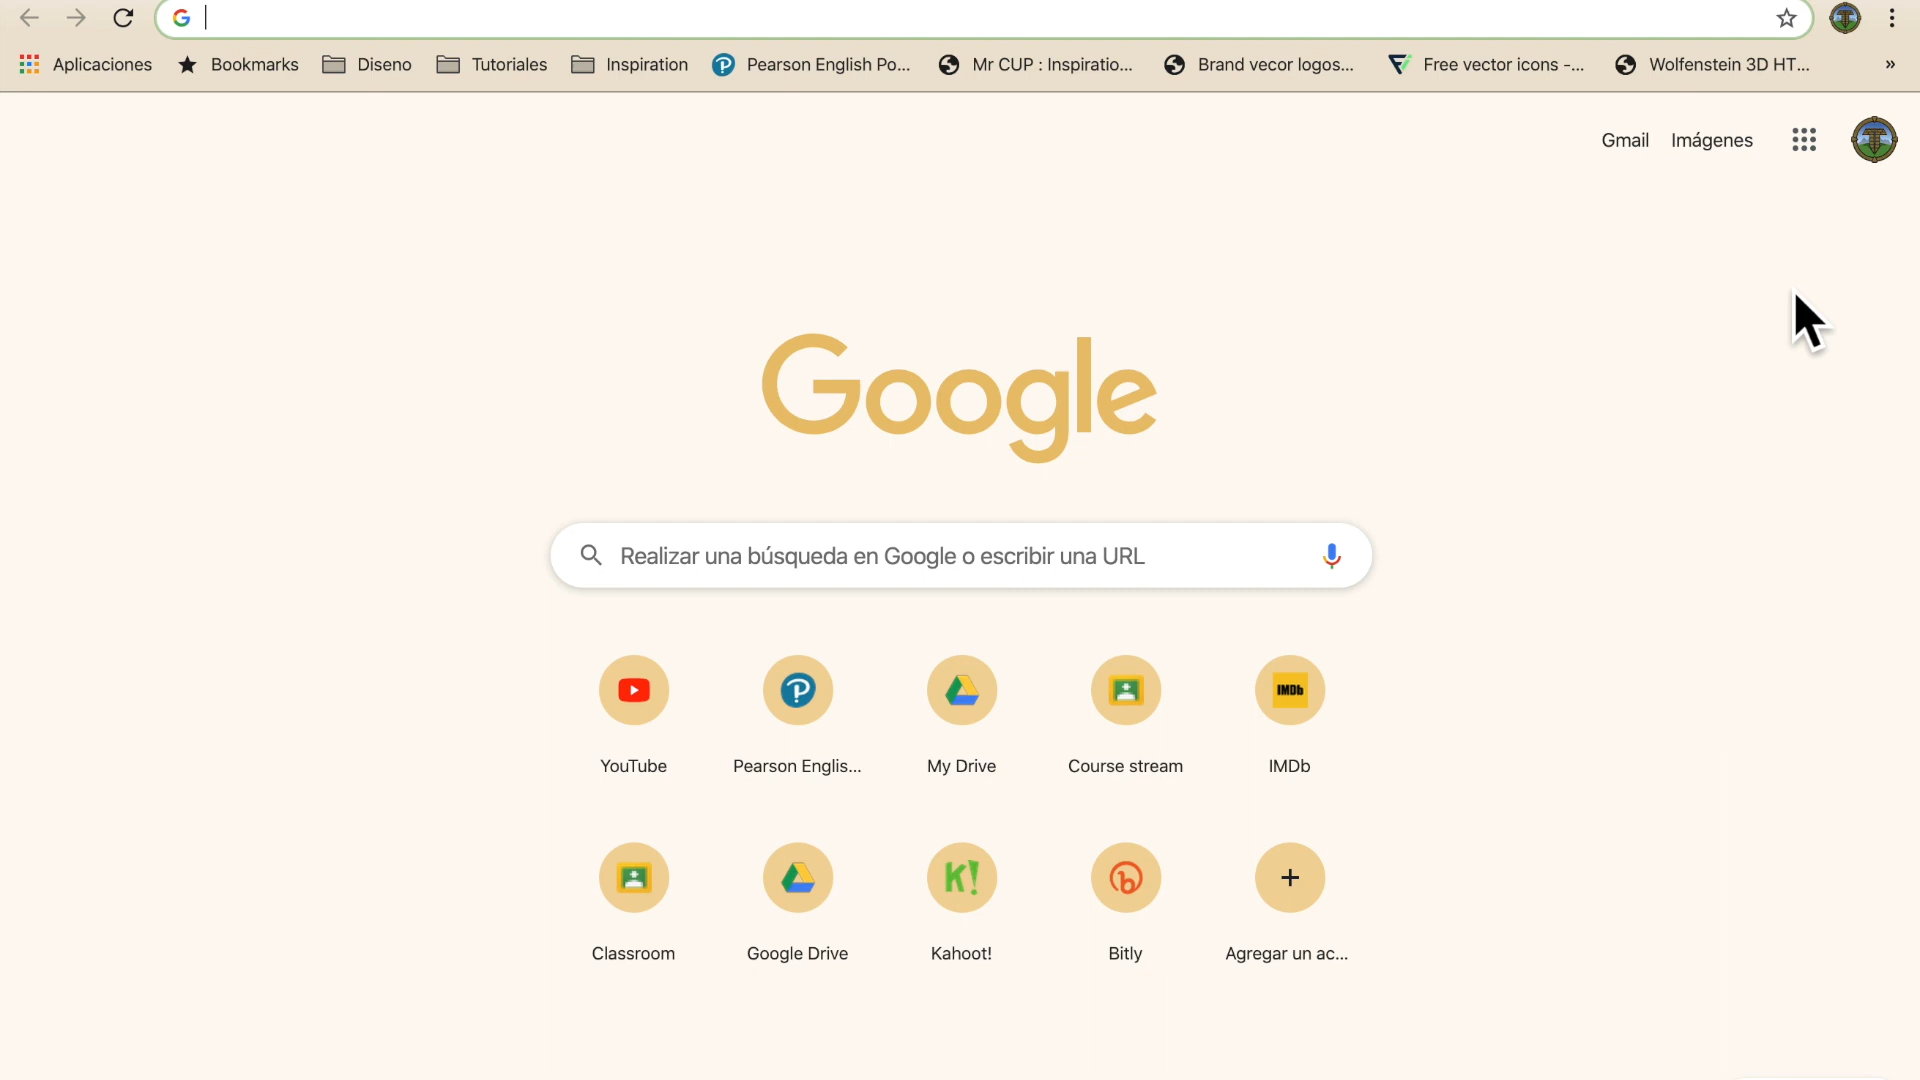 Aplicaciones Bookmarks Diseno Tutoriales Inspiration Pearson English Po... Mr CUP : Inspiratio... Brand vecor logos... Free vector icons -... Wolfenstein 3D HT... »
Gmail Imágenes
Google
Realizar una búsqueda en Google o escribir una URL
IMDb
YouTube Pearson Englis... My Drive Course stream IMDb
K!
Classroom Google Drive Kahoot! Bitly Agregar un ac...